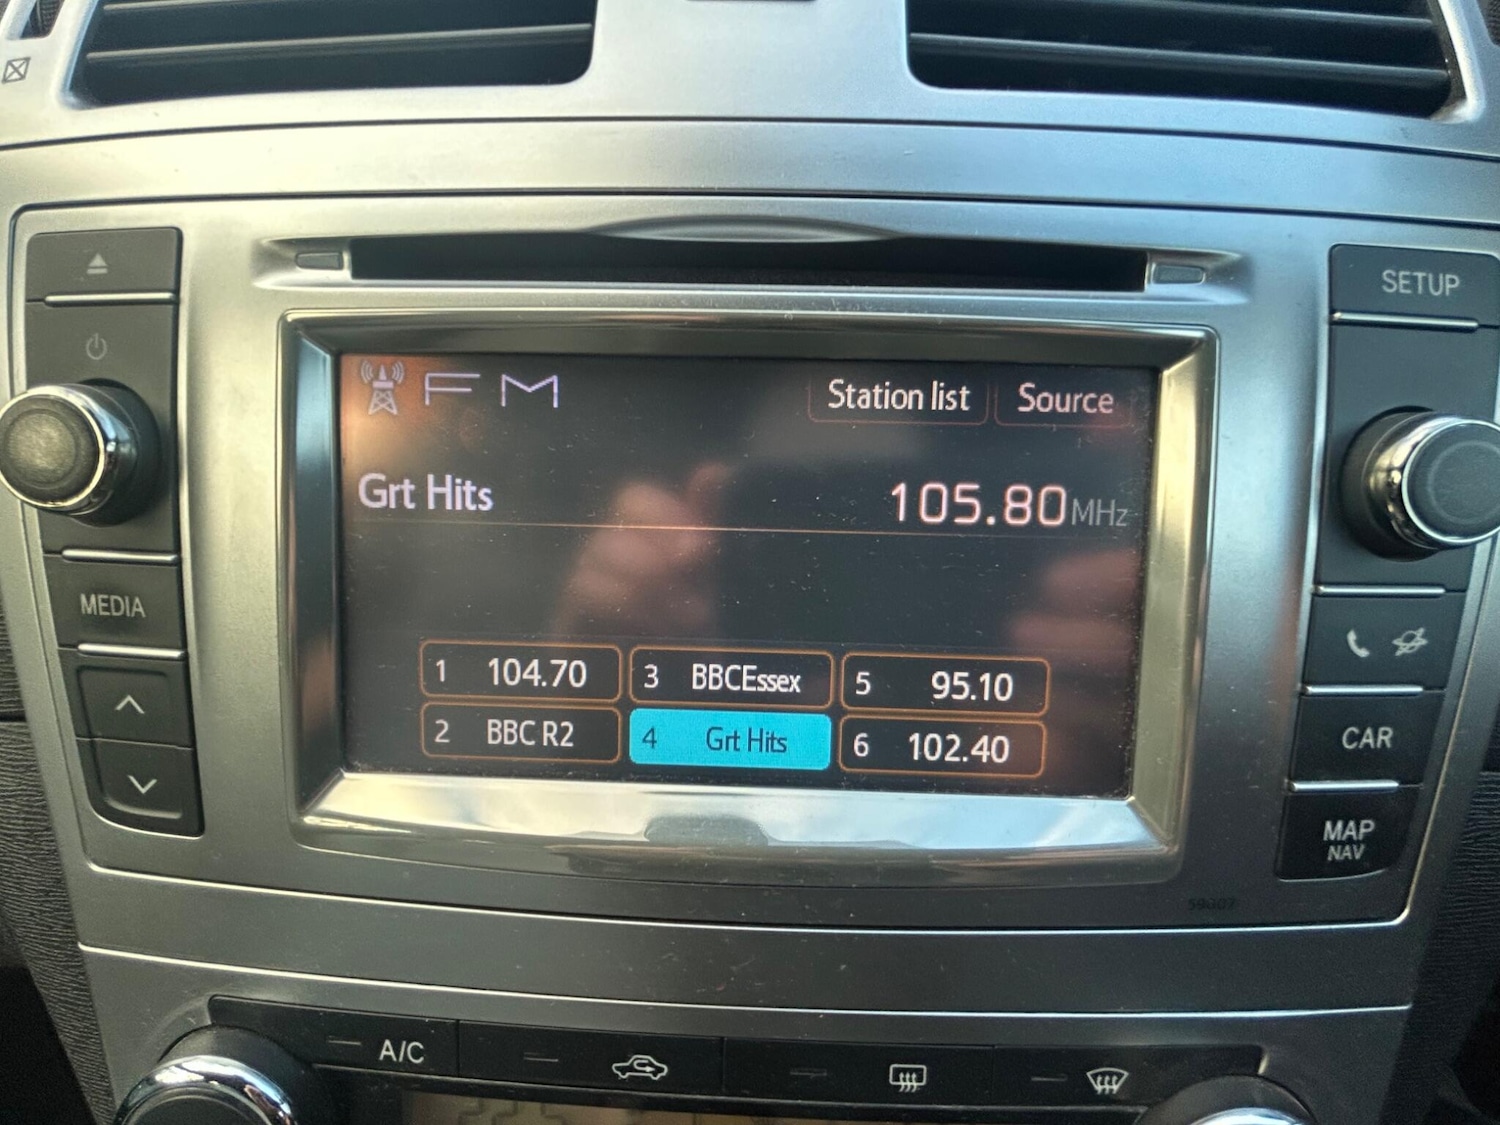 SETUP
FM
Station list
Source
Grt Hits
105.80MHz
MEDIA
1 104.70
3 BBCEssex
5 95.10
2 BBC R2
4 Grt Hits
6 102.40
CAR
MAP
NAV
59007
A/C